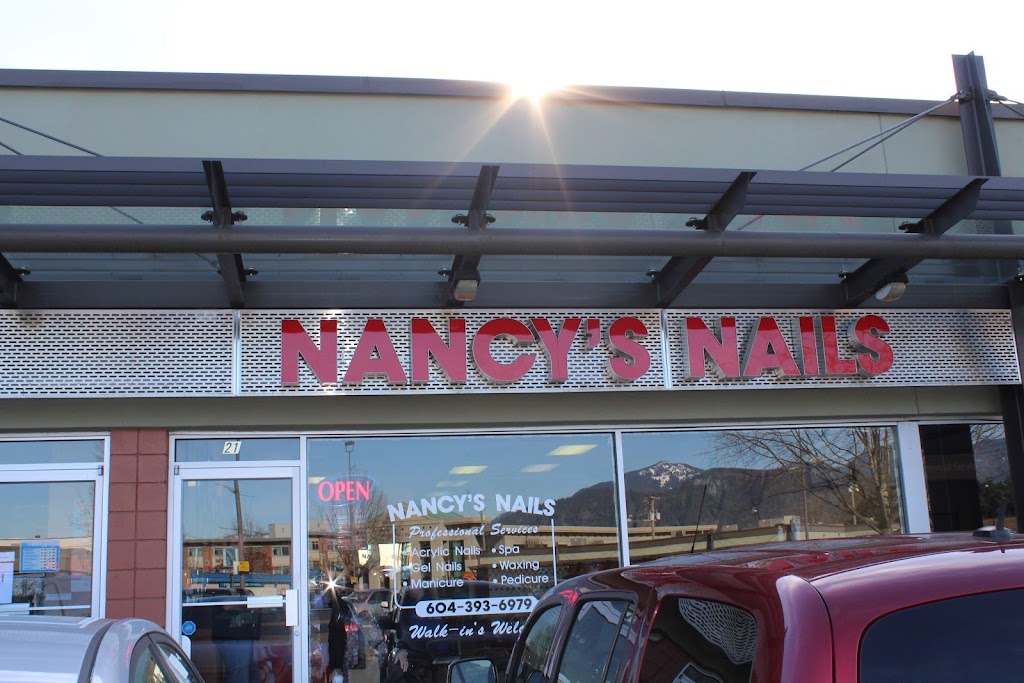 NANCY'S NAILS
21
OPEN
NANCY'S NAILS
Professional Services
• Acrylic Nails • Spa
• Gel Nails • Waxing
• Manicure • Pedicure
604-393-6979
Walk-in's